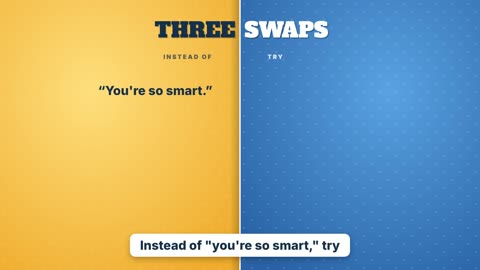 THREE SWAPS
INSTEAD OF
TRY
“You're so smart.”
Instead of "you're so smart," try